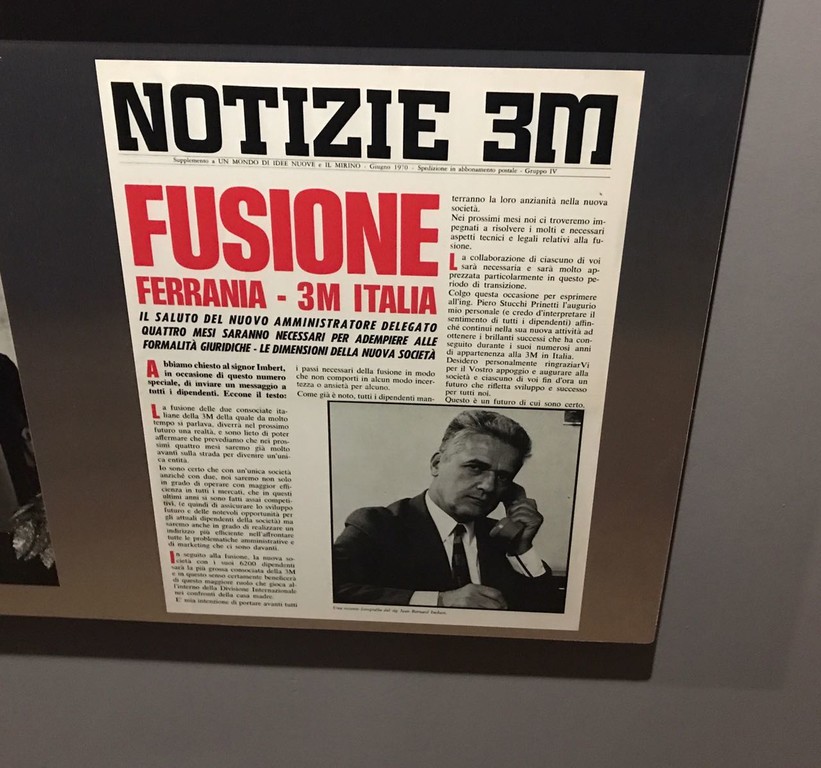 NOTIZIE 3M
Supplemento a UN MONDO DI IDEE NUOVE e IL MIRINO - Giugno 1970 - Spedizione in abbonamento postale - Gruppo IV
FUSIONE
FERRANIA - 3M ITALIA
IL SALUTO DEL NUOVO AMMINISTRATORE DELEGATO
QUATTRO MESI SARANNO NECESSARI PER ADEMPIERE ALLE
FORMALITÀ GIURIDICHE - LE DIMENSIONI DELLA NUOVA SOCIETÀ
Abbiamo chiesto al signor Imbert,
in occasione di questo numero
speciale, di inviare un messaggio a
tutti i dipendenti. Eccone il testo:
La fusione delle due consociate ita-
liane della 3M della quale da molto
tempo si parlava, diverrà nel prossimo
futuro una realtà, e sono lieto di poter
affermare che prevediamo che nei pros-
simi quattro mesi saremo già molto
avanti sulla strada per divenire un'uni-
ca entità.
Io sono certo che con un'unica società
anziché con due, noi saremo non solo
in grado di operare con maggior effi-
cienza in tutti i mercati, che in questi
ultimi anni si sono fatti assai competi-
tivi, (e quindi di assicurare lo sviluppo
futuro e delle notevoli opportunità per
gli attuali dipendenti della società) ma
saremo anche in grado di realizzare un
indirizzo più efficiente nell'affrontare
tutte le problematiche amministrative e
di marketing che ci sono davanti.
In seguito alla fusione, la nuova so-
cietà con i suoi 6200 dipendenti
sarà la più grossa consociata della 3M
e in questo senso certamente beneficerà
di questo maggiore ruolo che gioca al-
l'interno della Divisione Internazionale
nei confronti della casa madre.
E' mia intenzione di portare avanti tutti
i passi necessari della fusione in modo
che non comporti in alcun modo incer-
tezza o ansietà per alcuno.
Come già è noto, tutti i dipendenti man-
terranno la loro anzianità nella nuova
società.
Nei prossimi mesi noi ci troveremo im-
pegnati a risolvere i molti e necessari
aspetti tecnici e legali relativi alla fu-
sione.
La collaborazione di ciascuno di voi
sarà necessaria e sarà molto ap-
prezzata particolarmente in questo pe-
riodo di transizione.
Colgo questa occasione per esprimere
all'ing. Piero Stucchi Prinetti l'augurio
mio personale (e credo d'interpretare il
sentimento di tutti i dipendenti) affin-
ché continui nella sua nuova attività ad
ottenere i brillanti successi che ha con-
seguito durante i suoi numerosi anni
di appartenenza alla 3M in Italia.
Desidero personalmente ringraziarVi
per il Vostro appoggio e augurare alla
società e ciascuno di voi fin d'ora un
futuro che rifletta sviluppo e successo
per tutti noi.
Questo è un futuro di cui sono certo.
Una recente fotografia del sig.